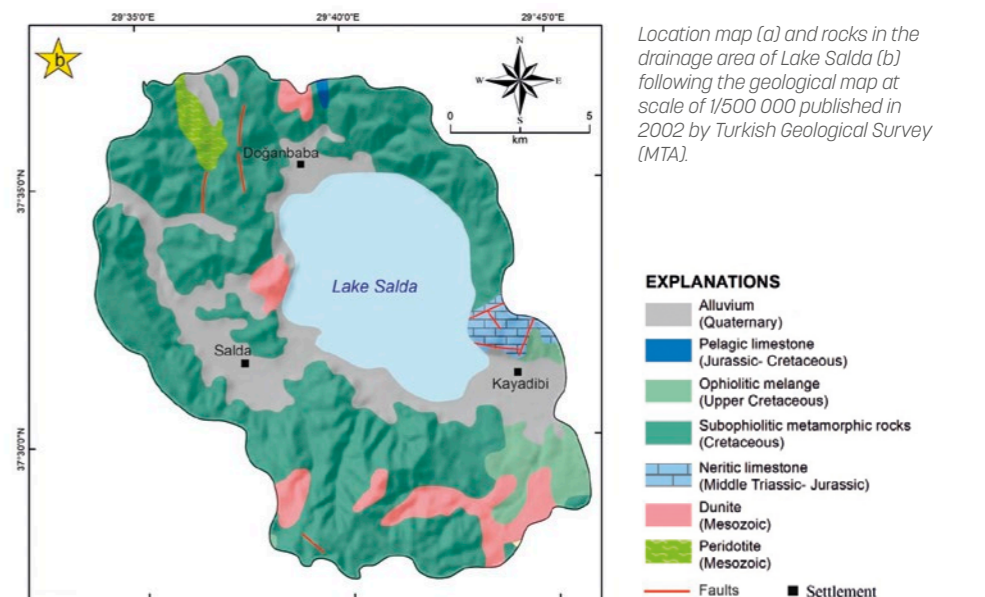 29°35'0"E 29°40'0"E 29°45'0"E
b
N
W E
S
0 5
km
37°35'0"N
37°30'0"N
Doğanbaba
Lake Salda
Salda
Kayadibi
Location map (a) and rocks in the
drainage area of Lake Salda (b)
following the geological map at
scale of 1/500 000 published in
2002 by Turkish Geological Survey
(MTA).
EXPLANATIONS
Alluvium
(Quaternary)
Pelagic limestone
(Jurassic- Cretaceous)
Ophiolitic melange
(Upper Cretaceous)
Subophiolitic metamorphic rocks
(Cretaceous)
Neritic limestone
(Middle Triassic- Jurassic)
Dunite
(Mesozoic)
Peridotite
(Mesozoic)
Faults Settlement